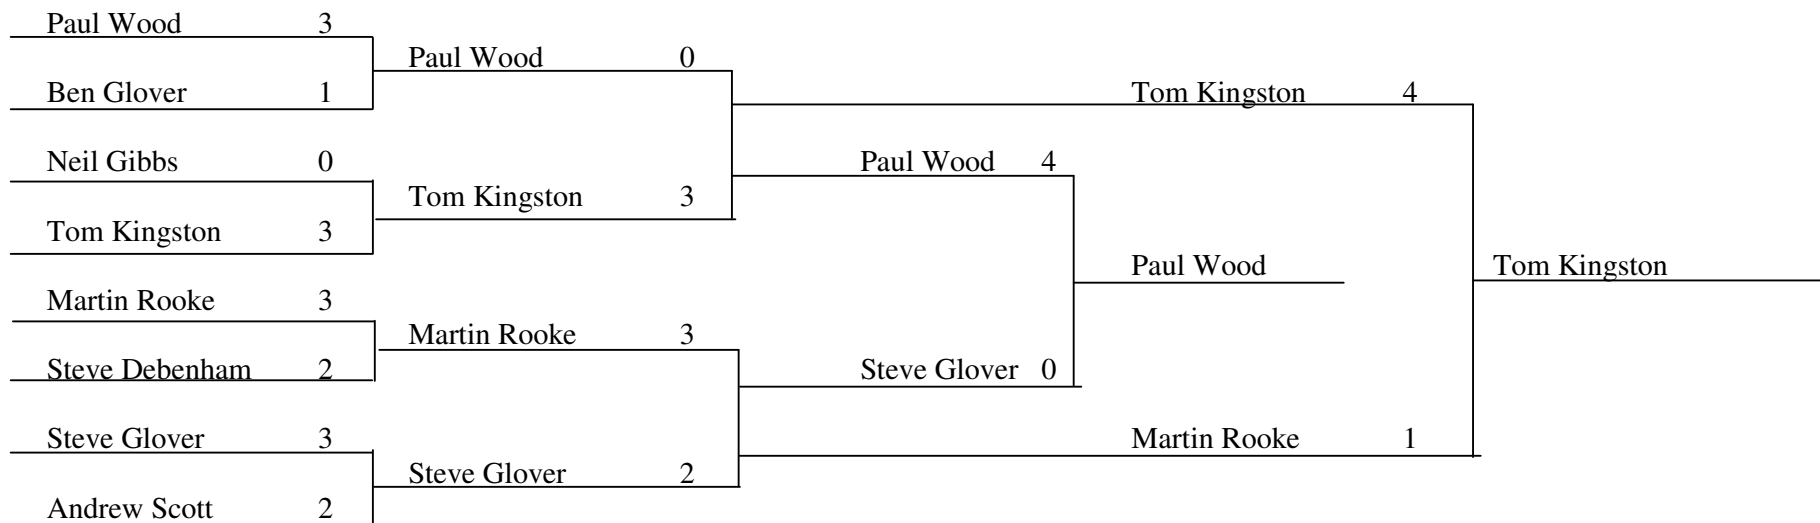 Paul Wood 3
Paul Wood 0
Ben Glover 1
Tom Kingston 4
Neil Gibbs 0
Paul Wood 4
Tom Kingston 3
Tom Kingston 3
Paul Wood
Tom Kingston
Martin Rooke 3
Martin Rooke 3
Steve Debenham 2
Steve Glover 0
Steve Glover 3
Martin Rooke 1
Steve Glover 2
Andrew Scott 2